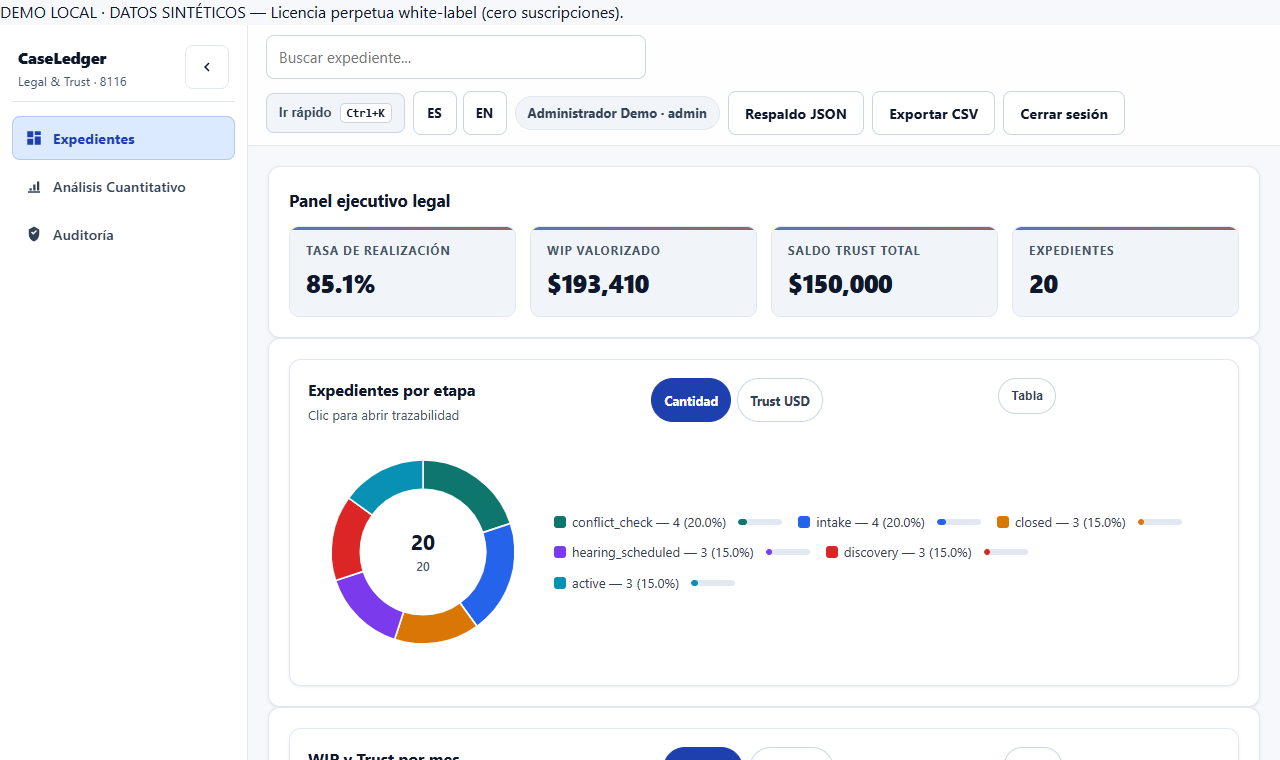 DEMO LOCAL · DATOS SINTÉTICOS — Licencia perpetua white-label (cero suscripciones).
CaseLedger
Legal & Trust · 8116
Expedientes
Análisis Cuantitativo
Auditoría
Buscar expediente...
Ir rápido Ctrl+K ES EN Administrador Demo · admin Respaldo JSON Exportar CSV Cerrar sesión
Panel ejecutivo legal
TASA DE REALIZACIÓN
85.1%
WIP VALORIZADO
$193,410
SALDO TRUST TOTAL
$150,000
EXPEDIENTES
20
Expedientes por etapa
Clic para abrir trazabilidad
Cantidad Trust USD Tabla
20
20
conflict_check — 4 (20.0%) intake — 4 (20.0%) closed — 3 (15.0%)
hearing_scheduled — 3 (15.0%) discovery — 3 (15.0%)
active — 3 (15.0%)
WIP y Trust por mes